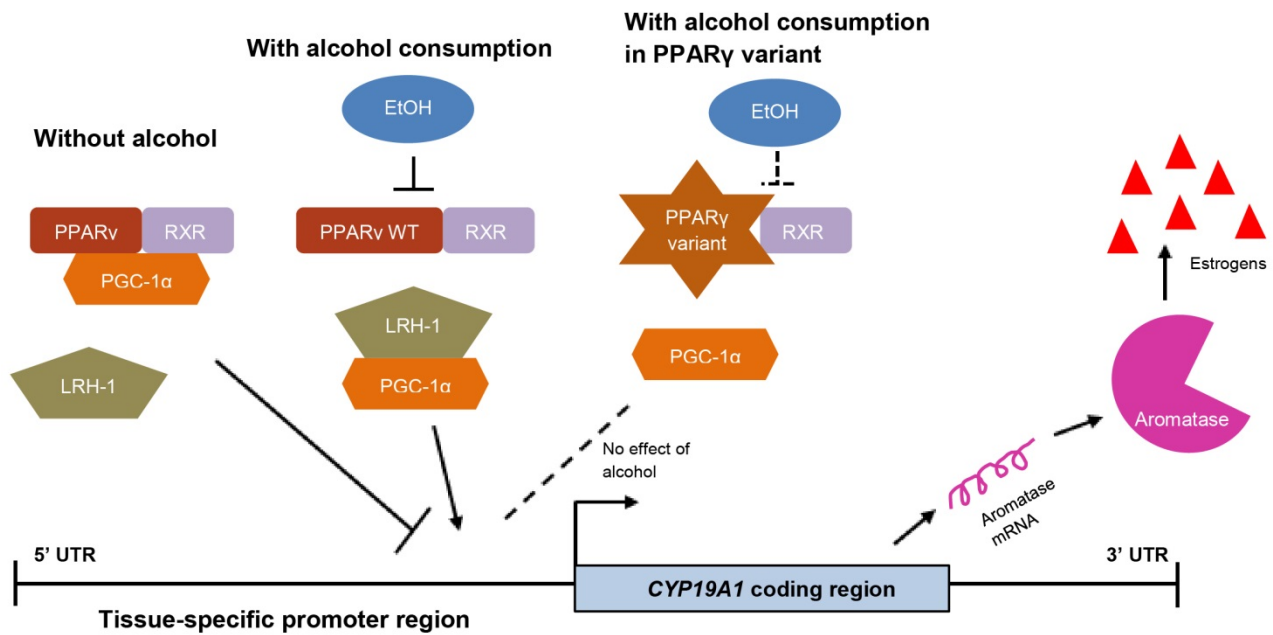 With alcohol consumption
With alcohol consumption
in PPARγ variant
EtOH
EtOH
Without alcohol
PPARv
RXR
PPARv WT
RXR
PPARγ
variant
RXR
PGC-1α
LRH-1
PGC-1α
LRH-1
PGC-1α
Estrogens
Aromatase
No effect of
alcohol
Aromatase
mRNA
5’ UTR
3’ UTR
CYP19A1 coding region
Tissue-specific promoter region